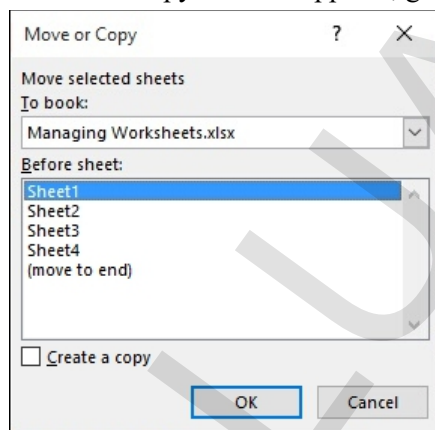 Move or Copy ? X
Move selected sheets
To book:
Managing Worksheets.xlsx
Before sheet:
Sheet1
Sheet2
Sheet3
Sheet4
(move to end)
Create a copy
OK Cancel